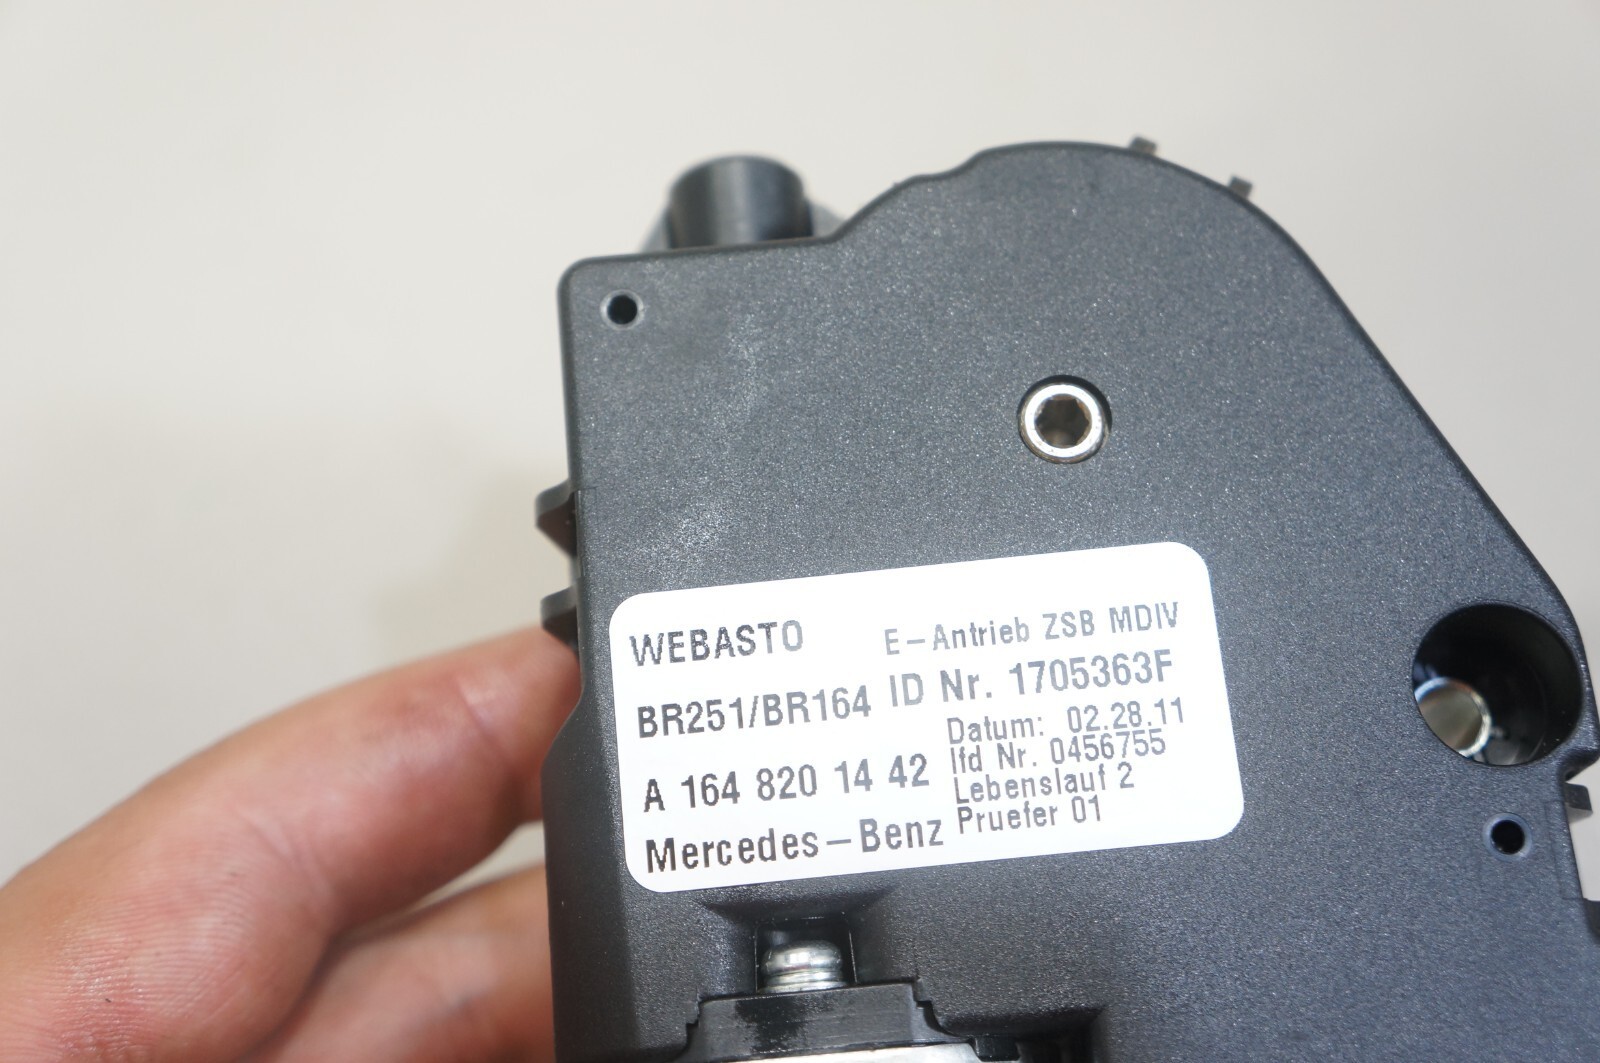 WEBASTO E-Antrieb ZSB MDIV
BR251/BR164 ID Nr. 1705363F
Datum: 02.28.11
lfd Nr. 0456755
A 164 820 14 42 Lebenslauf 2
Mercedes-Benz Pruefer 01